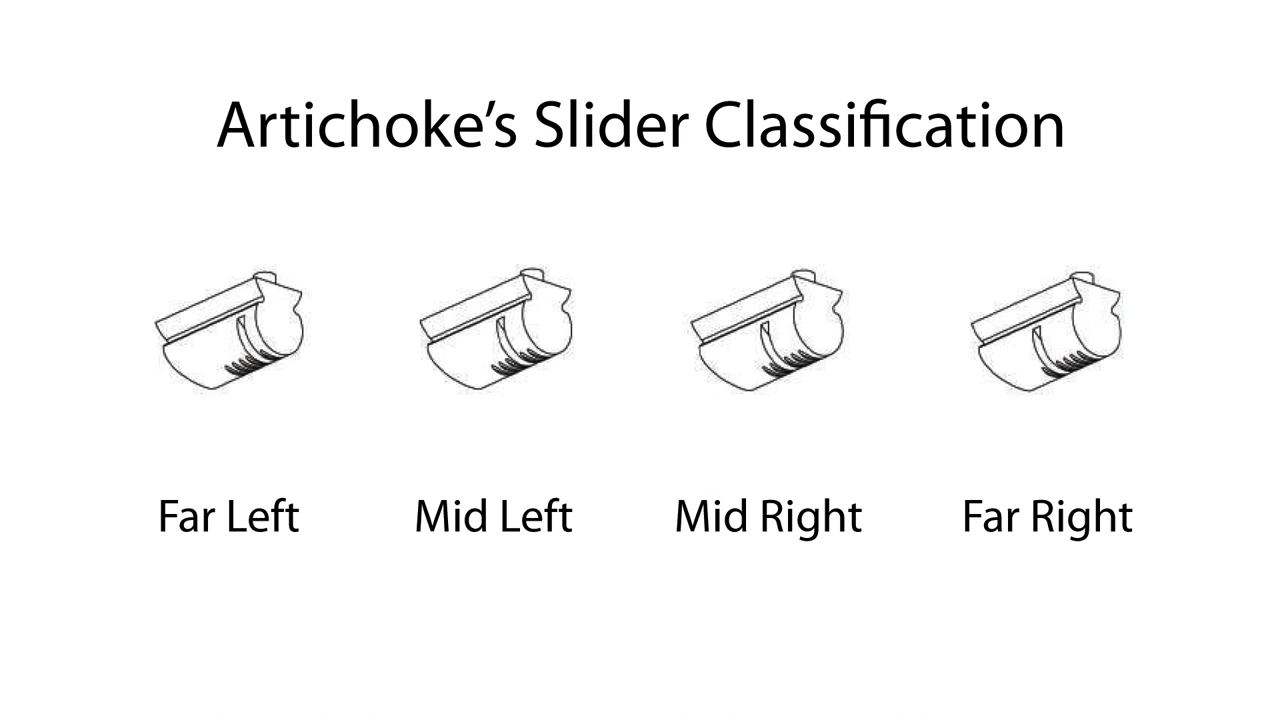 Artichoke’s Slider Classification
Far Left
Mid Left
Mid Right
Far Right